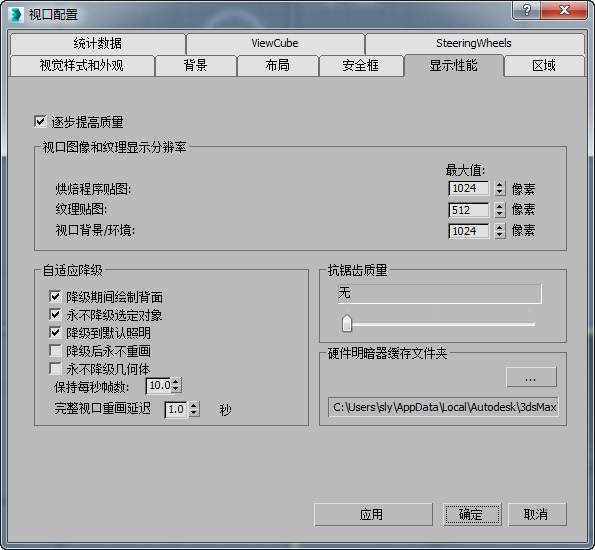 视口配置
统计数据 ViewCube SteeringWheels
视觉样式和外观 背景 布局 安全框 显示性能 区域
逐步提高质量
视口图像和纹理显示分辨率
最大值:
烘焙程序贴图: 1024 像素
纹理贴图: 512 像素
视口背景/环境: 1024 像素
自适应降级
降级期间绘制背面
永不降级选定对象
降级到默认照明
降级后永不重画
永不降级几何体
保持每秒帧数: 10.0
完整视口重画延迟 1.0 秒
抗锯齿质量
无
硬件明暗器缓存文件夹
...
C:\Users\sly\AppData\Local\Autodesk\3dsMax
应用 确定 取消